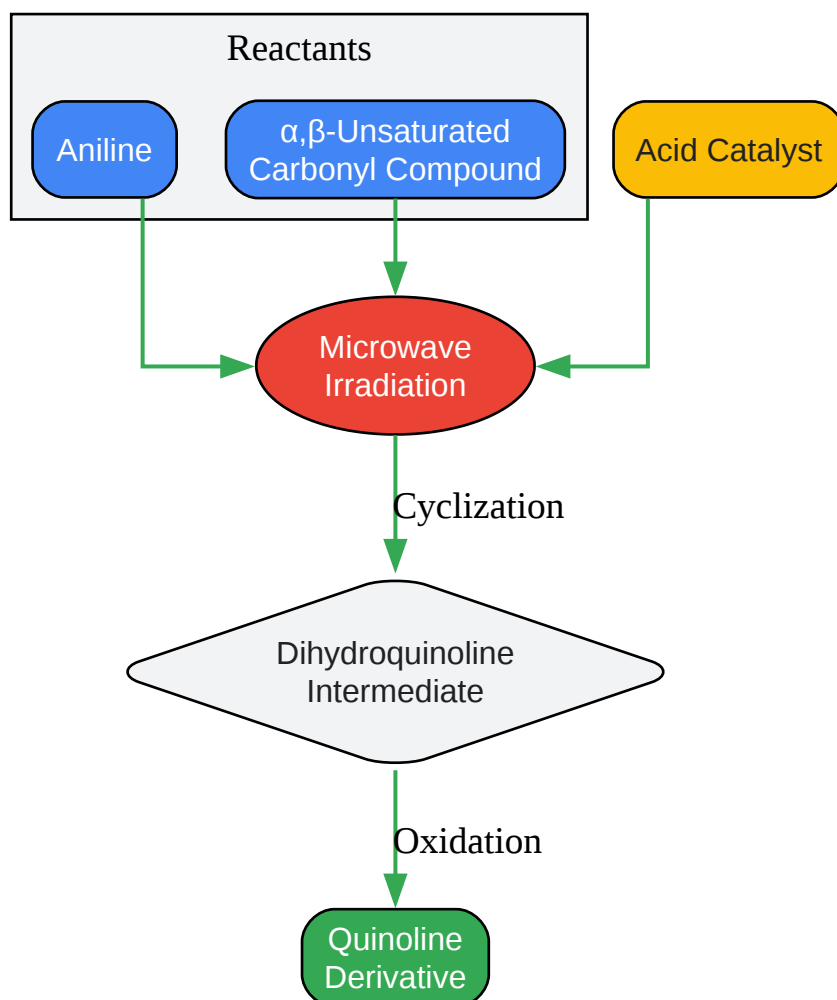 Reactants
Aniline
α,β-Unsaturated
Carbonyl Compound
Acid Catalyst
Microwave
Irradiation
Cyclization
Dihydroquinoline
Intermediate
Oxidation
Quinoline
Derivative